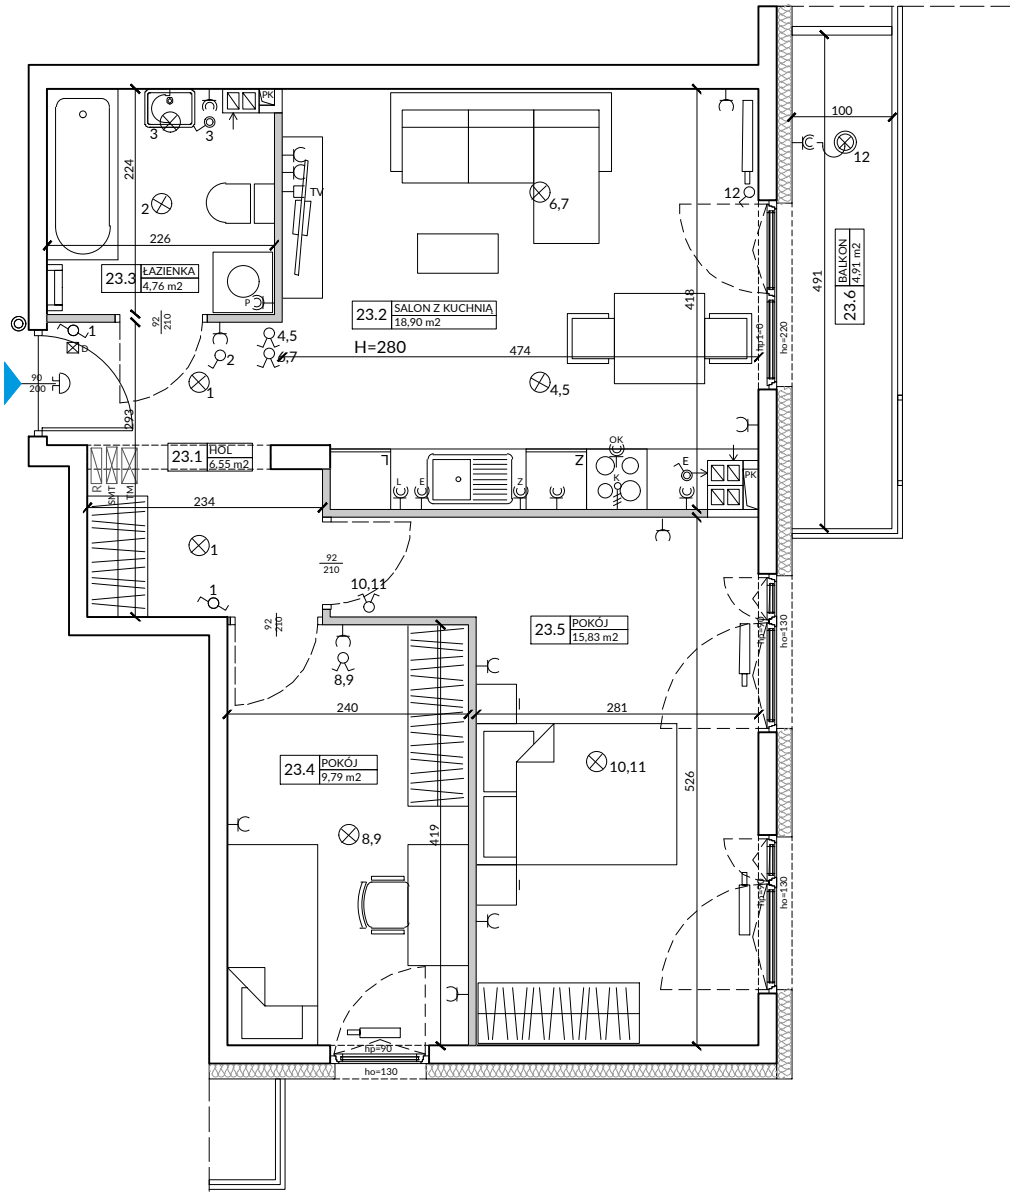 PK
3
3
100
12
12
224
TV
2
6,7
226
23.3
ŁAZIENKA
4,76 m2
P
23.2
SALON Z KUCHNIĄ
18,90 m2
H=280
418
491
23.6
BALKON
4,91 m2
1
D
92
210
2
4,5
6,7
474
ho=220
90
200
1
4,5
293
23.1
HOL
6,55 m2
OK
Z
E
L
E
Z
K
PK
R
SMT
TM
234
1
92
210
10,11
1
92
210
23.5
POKÓJ
15,83 m2
ho=130
8,9
240
281
23.4
POKÓJ
9,79 m2
10,11
526
8,9
419
hp=90
ho=130
hp=90
ho=130